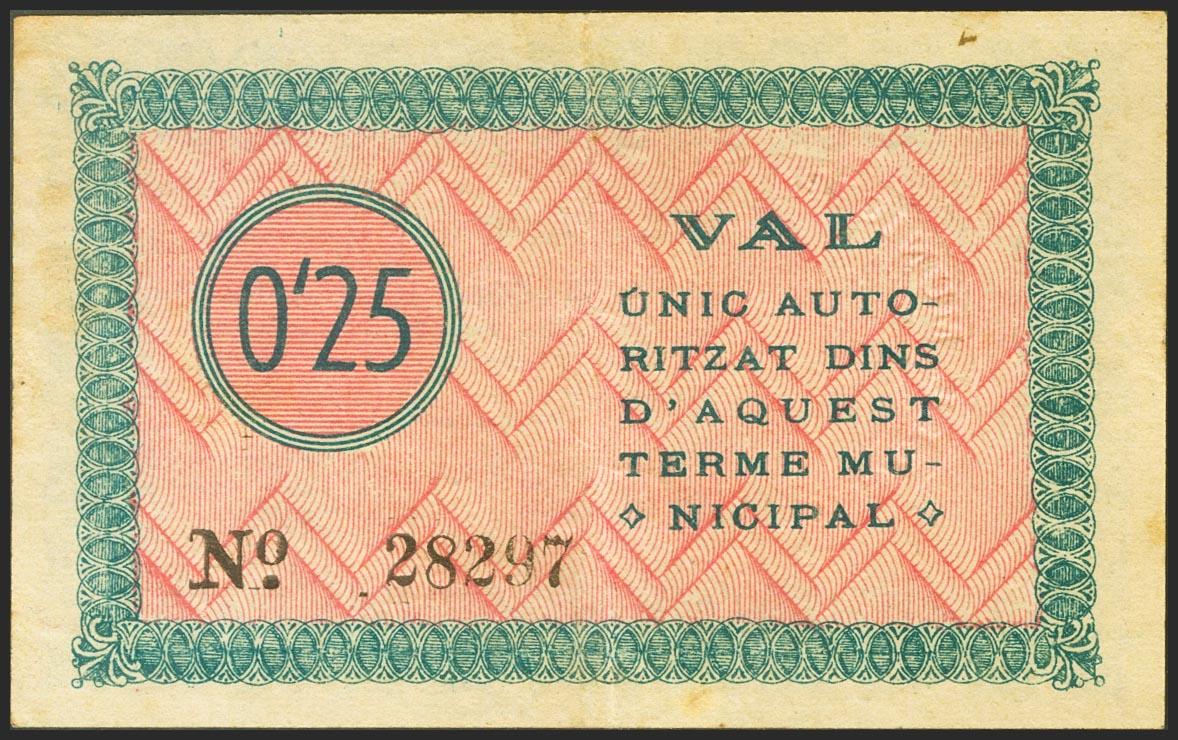 0'25
VAL
ÚNIC AUTO-
RITZAT DINS
D'AQUEST
TERME MU-
NICIPAL
Nº. 28297